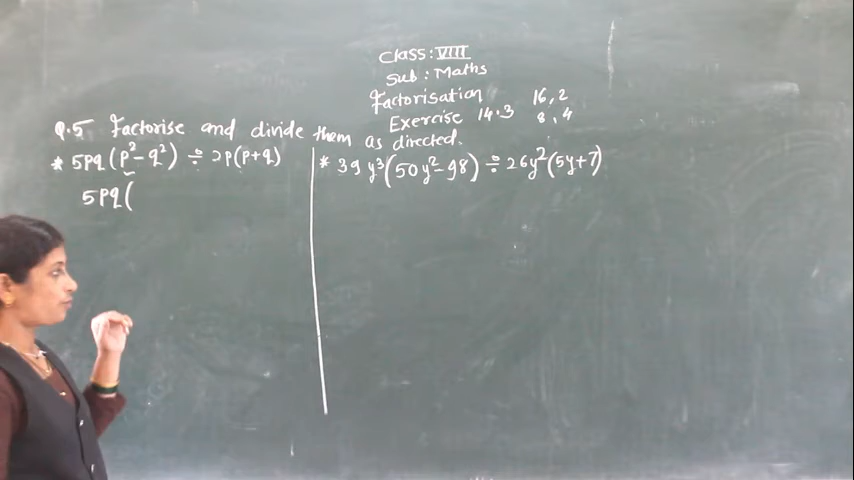 Class: VIII
Sub: Maths
Factorisation 16, 2
Exercise 14.3 8, 4
Q.5 Factorise and divide them as directed.
* 5pq(p²-q²) ÷ 2p(p+q)
5pq(
* 39y³(50y²-98) ÷ 26y²(5y+7)